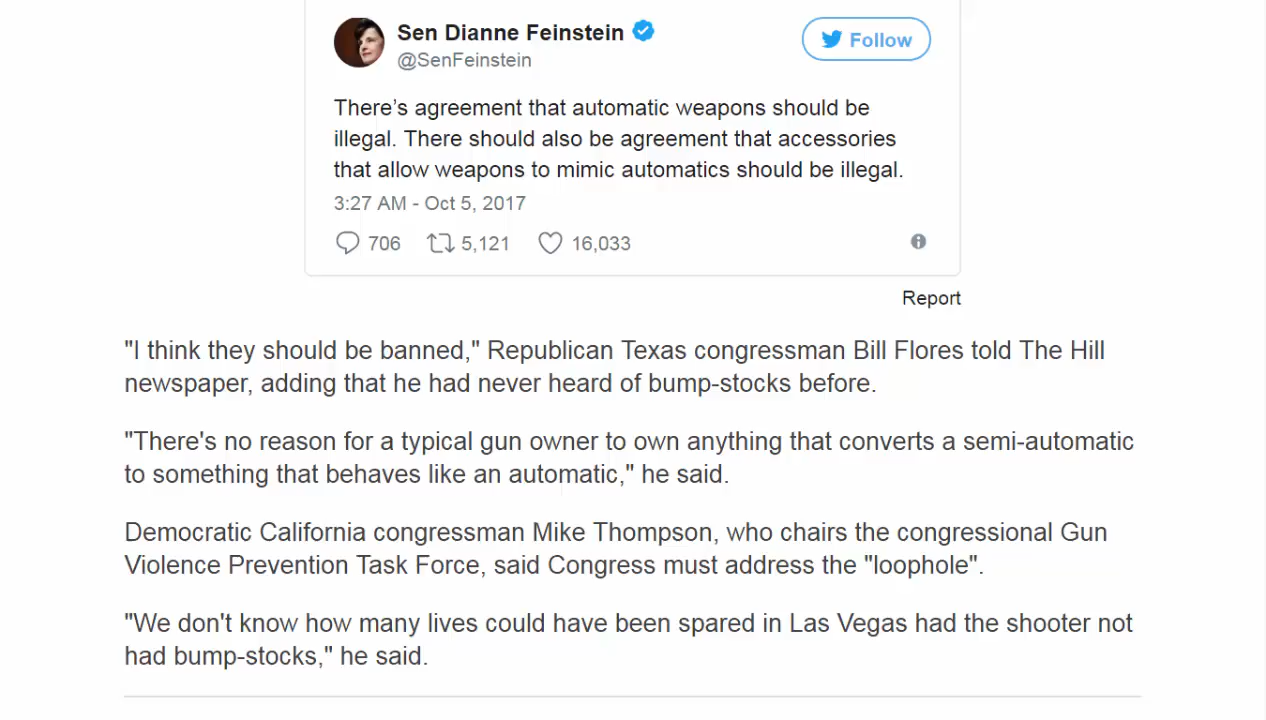 Sen Dianne Feinstein
Follow
@SenFeinstein
There’s agreement that automatic weapons should be
illegal. There should also be agreement that accessories
that allow weapons to mimic automatics should be illegal.
3:27 AM - Oct 5, 2017
706 5,121 16,033
Report
"I think they should be banned," Republican Texas congressman Bill Flores told The Hill
newspaper, adding that he had never heard of bump-stocks before.
"There's no reason for a typical gun owner to own anything that converts a semi-automatic
to something that behaves like an automatic," he said.
Democratic California congressman Mike Thompson, who chairs the congressional Gun
Violence Prevention Task Force, said Congress must address the "loophole".
"We don't know how many lives could have been spared in Las Vegas had the shooter not
had bump-stocks," he said.